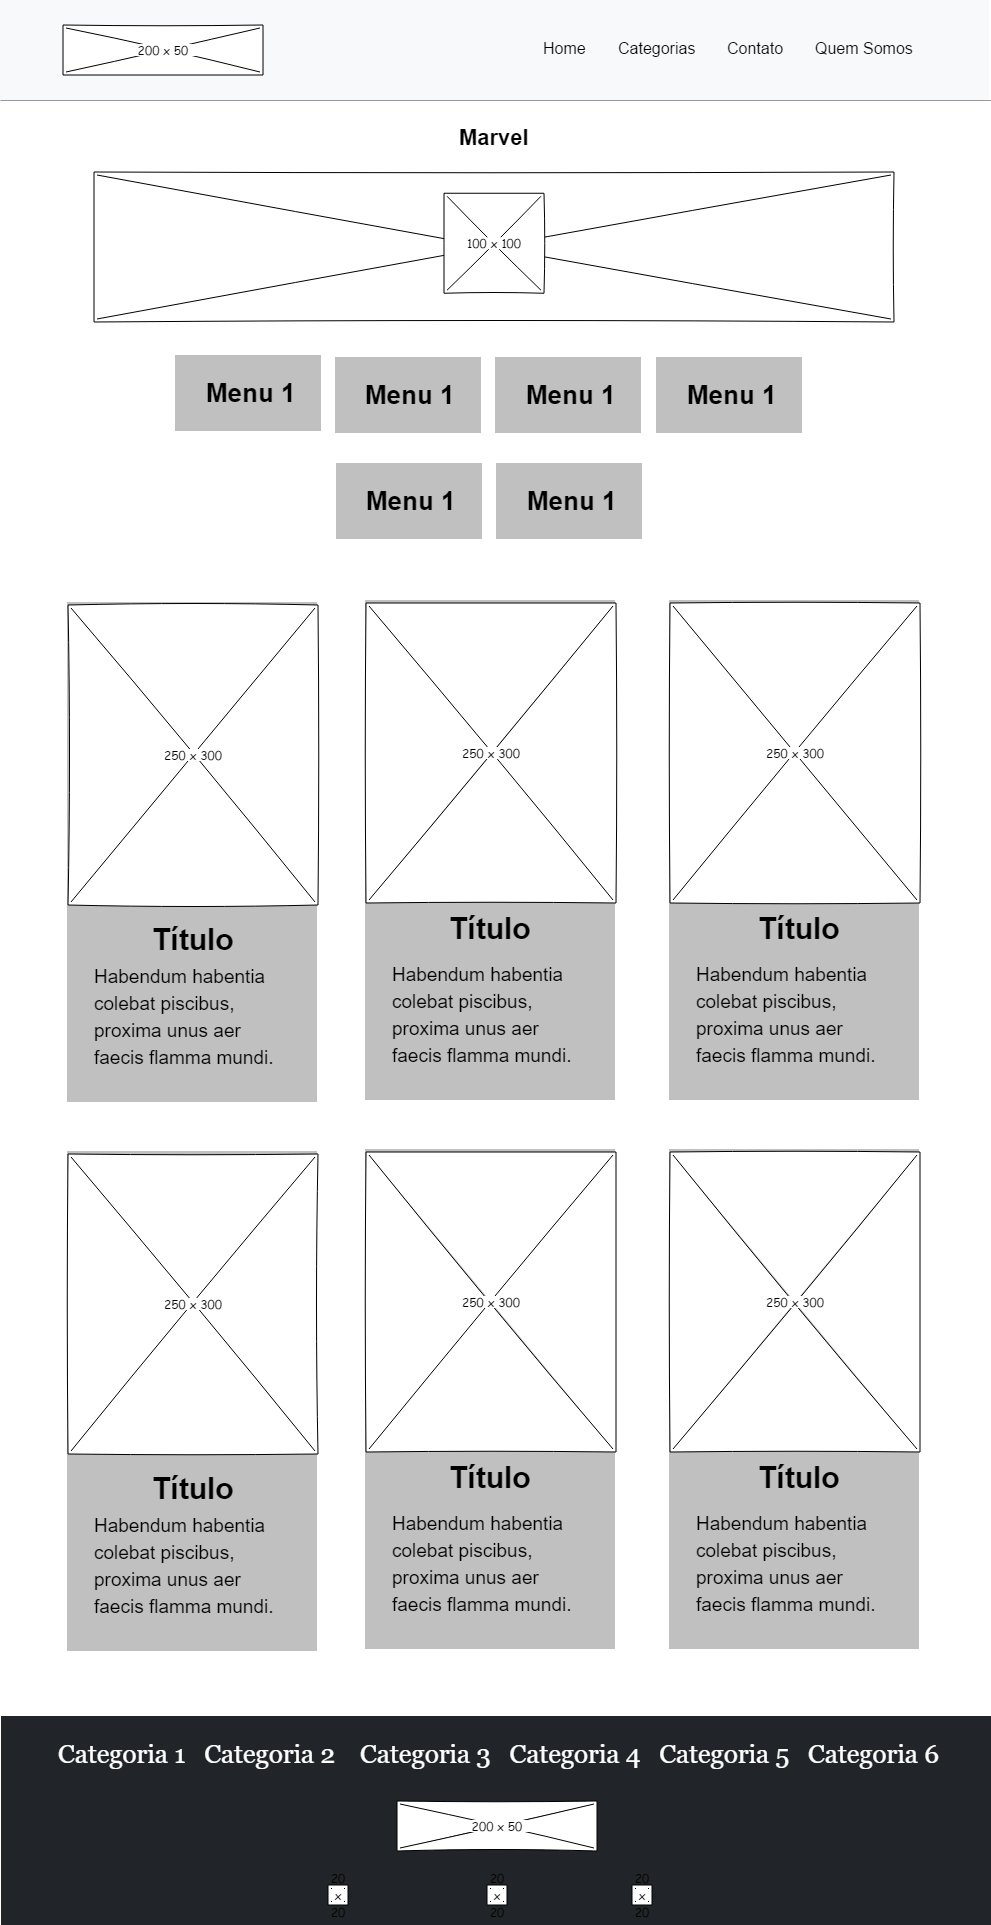 200 x 50
Home Categorias Contato Quem Somos
Marvel
100 x 100
Menu 1 Menu 1 Menu 1 Menu 1
Menu 1 Menu 1
250 x 300 250 x 300 250 x 300
Título
Habendum habentia
colebat piscibus,
proxima unus aer
faecis flamma mundi.
Título
Habendum habentia
colebat piscibus,
proxima unus aer
faecis flamma mundi.
Título
Habendum habentia
colebat piscibus,
proxima unus aer
faecis flamma mundi.
250 x 300 250 x 300 250 x 300
Título
Habendum habentia
colebat piscibus,
proxima unus aer
faecis flamma mundi.
Título
Habendum habentia
colebat piscibus,
proxima unus aer
faecis flamma mundi.
Título
Habendum habentia
colebat piscibus,
proxima unus aer
faecis flamma mundi.
Categoria 1 Categoria 2 Categoria 3 Categoria 4 Categoria 5 Categoria 6
200 x 50
20 20 20
x x x
20 20 20